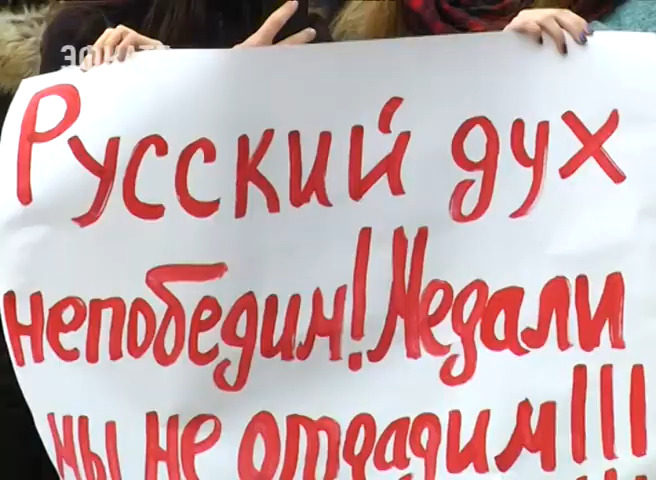 Русский дух
непобедим! Медали
мы не отдадим!!!